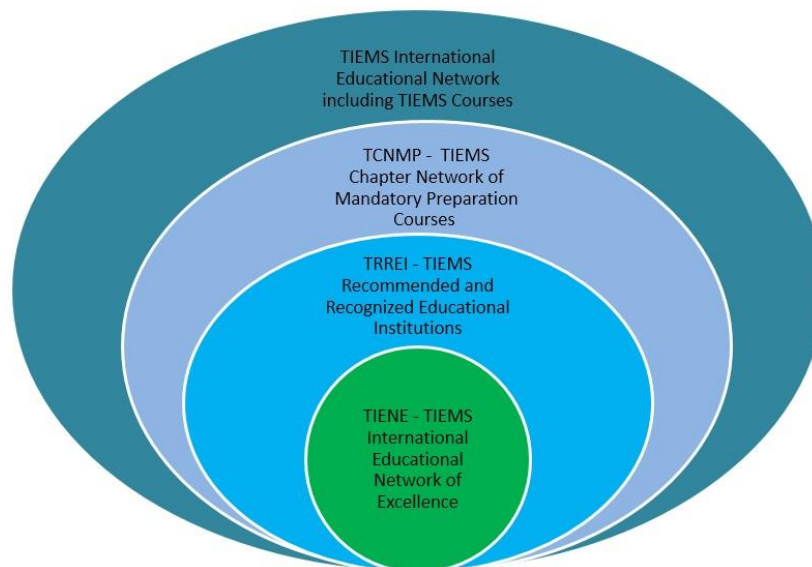 TIEMS International
Educational Network
including TIEMS Courses
TCNMP - TIEMS
Chapter Network of
Mandatory Preparation
Courses
TRREI - TIEMS
Recommended and
Recognized Educational
Institutions
TIENE - TIEMS
International
Educational
Network of
Excellence